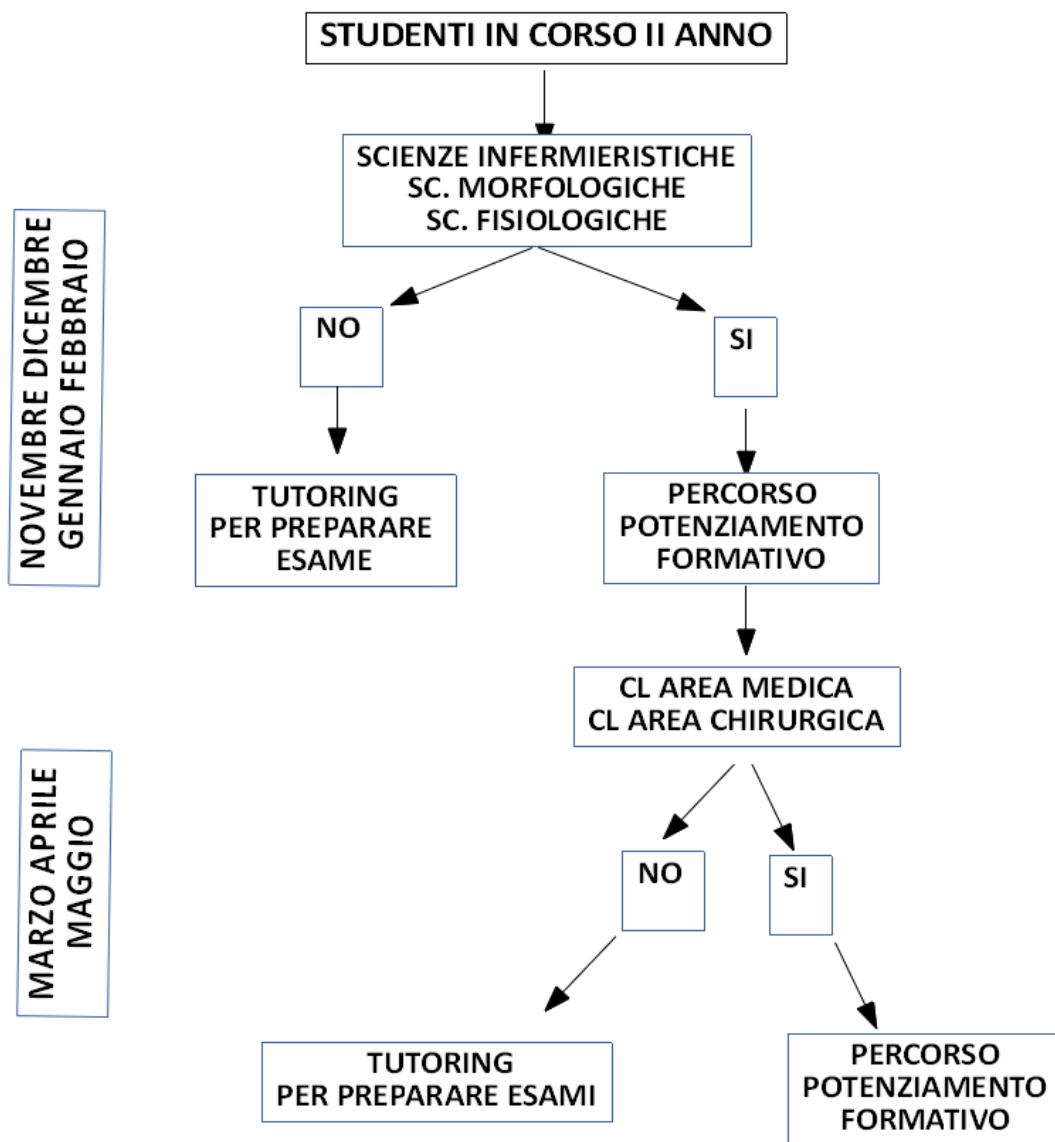 STUDENTI IN CORSO II ANNO
SCIENZE INFERMIERISTICHE
SC. MORFOLOGICHE
SC. FISIOLOGICHE
NOVEMBRE DICEMBRE
GENNAIO FEBBRAIO
NO
SI
TUTORING
PER PREPARARE
ESAME
PERCORSO
POTENZIAMENTO
FORMATIVO
CL AREA MEDICA
CL AREA CHIRURGICA
MARZO APRILE
MAGGIO
NO
SI
TUTORING
PER PREPARARE ESAMI
PERCORSO
POTENZIAMENTO
FORMATIVO